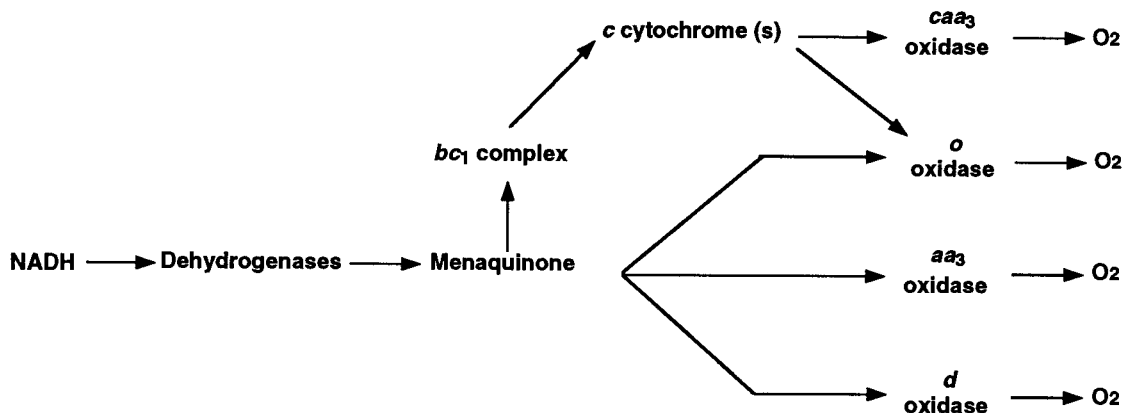 c cytochrome (s)
caa3
oxidase
O2
bc1 complex
o
oxidase
O2
NADH
Dehydrogenases
Menaquinone
aa3
oxidase
O2
d
oxidase
O2